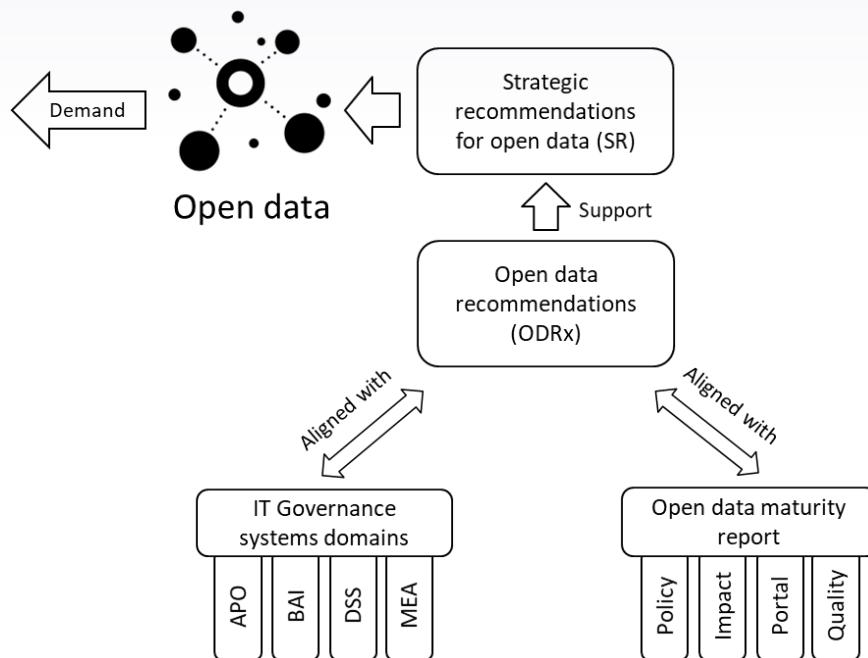 Demand
Open data
Strategic
recommendations
for open data (SR)
Support
Open data
recommendations
(ODRx)
Aligned with
Aligned with
IT Governance
systems domains
APO
BAI
DSS
MEA
Open data maturity
report
Policy
Impact
Portal
Quality